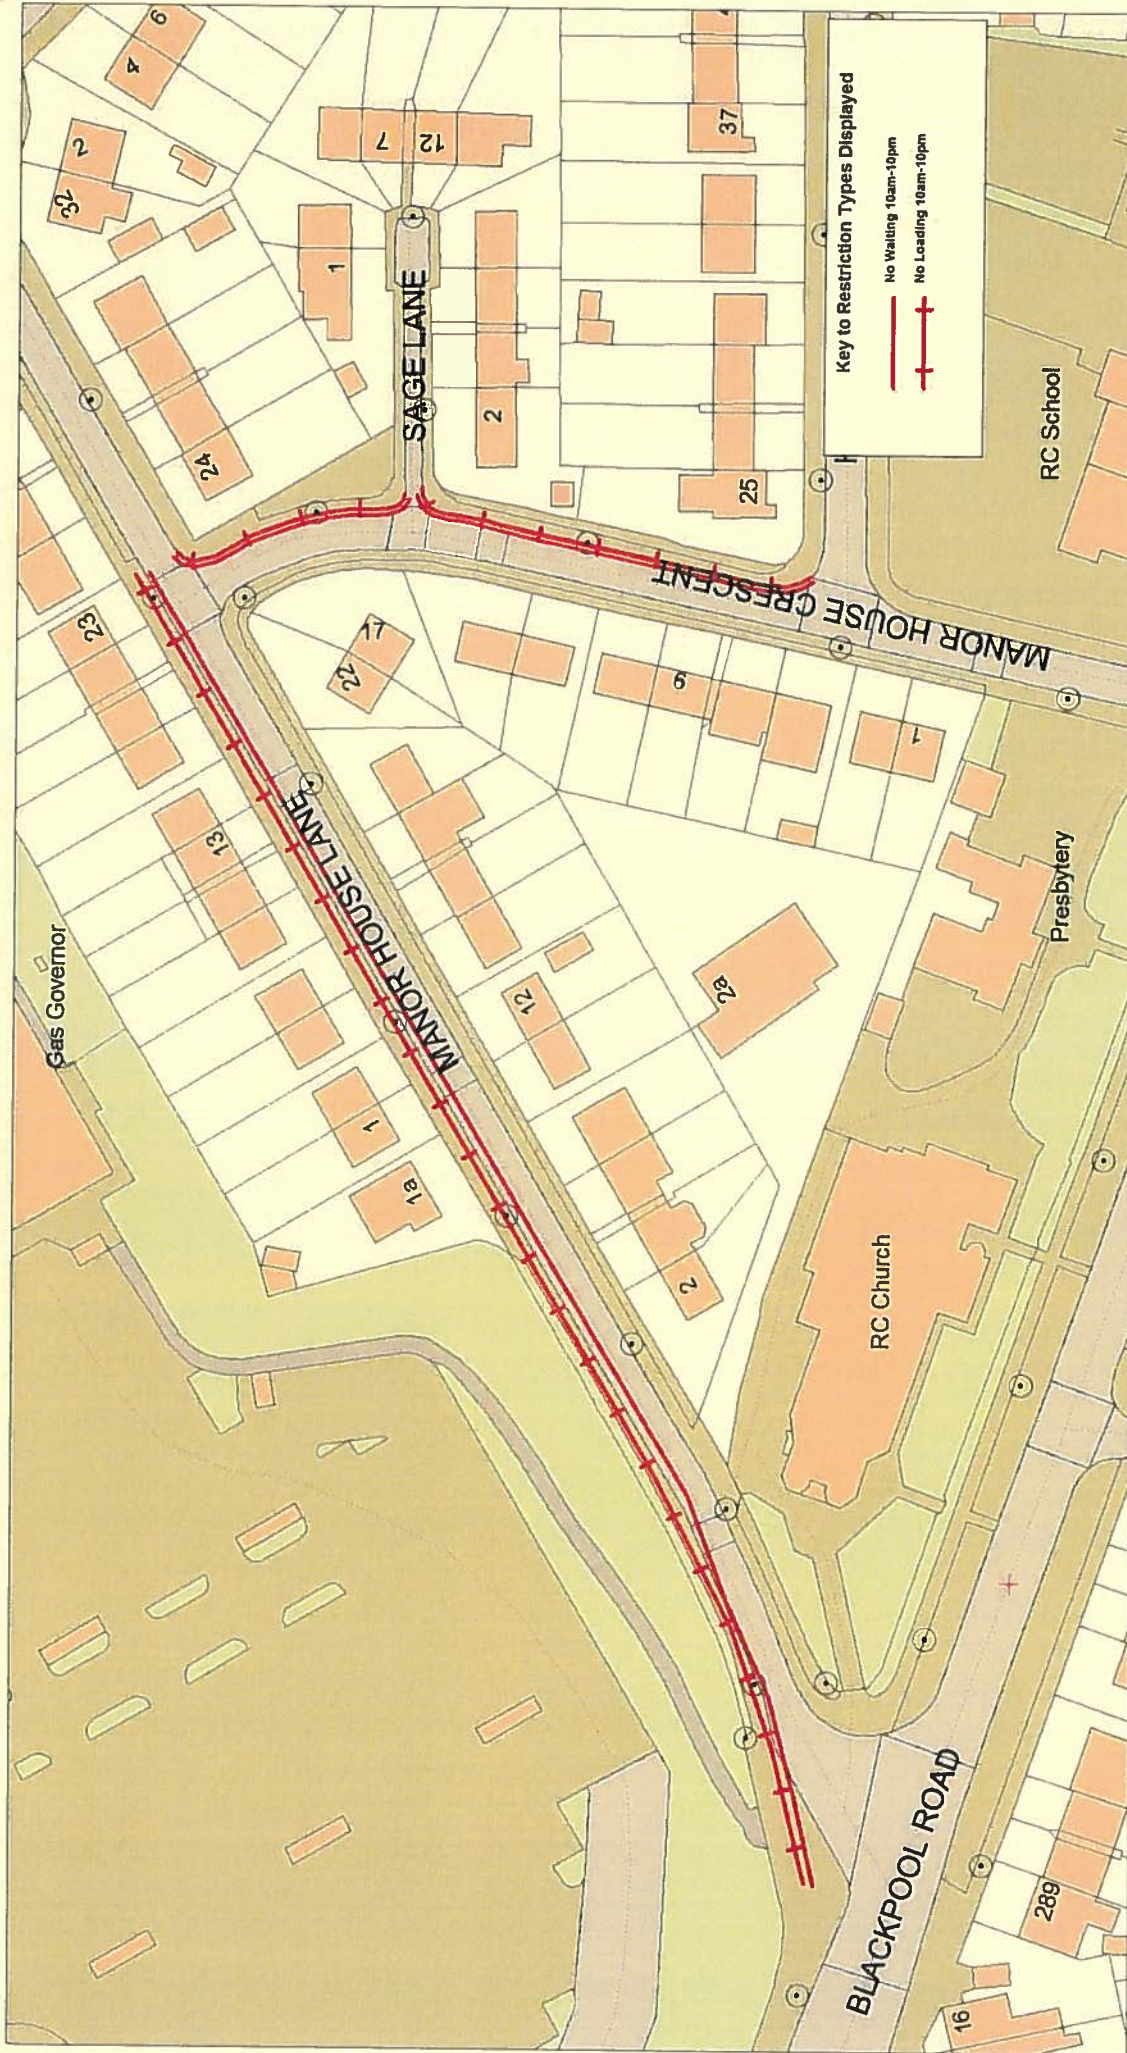 Gas Governor
4
6
32
2
23
24
13
7
12
1
1
1a
22
17
SAGE LANE
MANOR HOUSE LANE
12
2
2
9
2a
37
25
MANOR HOUSE CRESCENT
1
Key to Restriction Types Displayed
No Waiting 10am-10pm
No Loading 10am-10pm
RC Church
Presbytery
RC School
BLACKPOOL ROAD
16
289